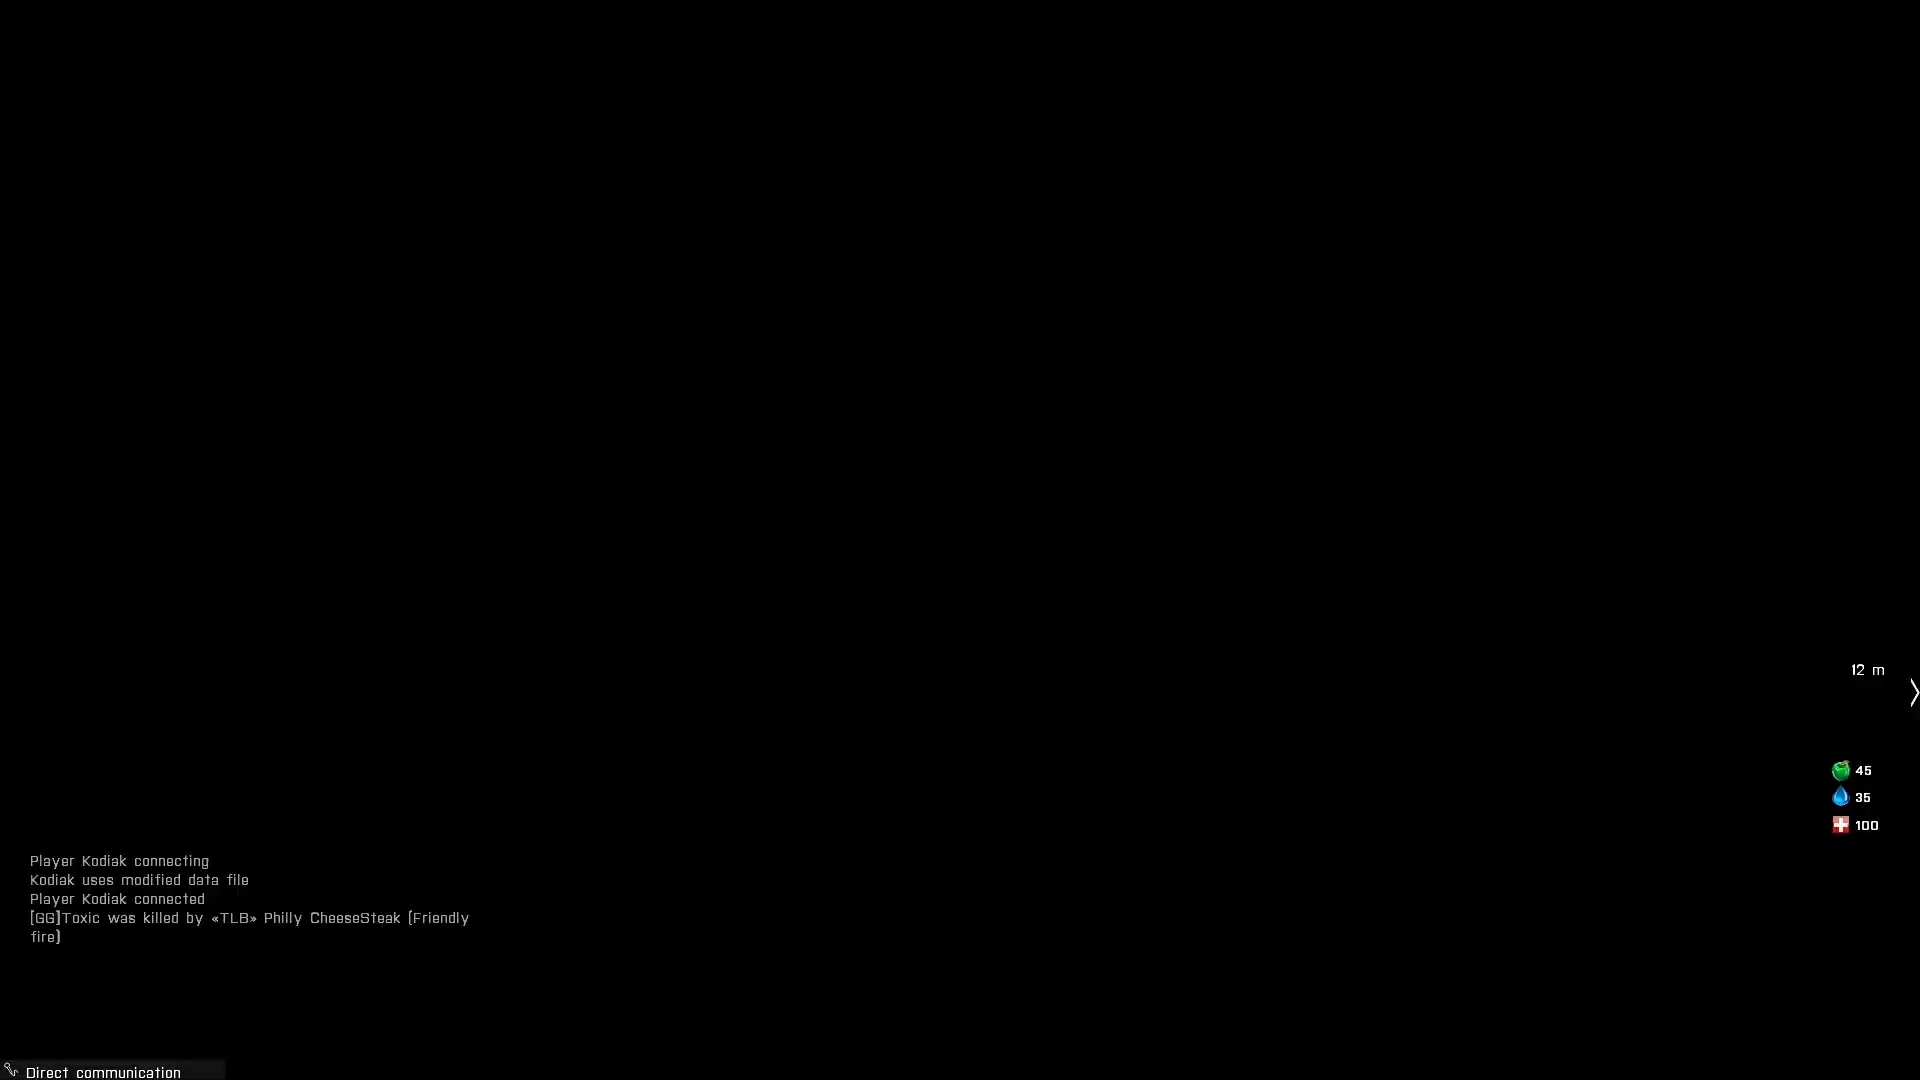 12 m
45
35
100
Player Kodiak connecting
Kodiak uses modified data file
Player Kodiak connected
[GG]Toxic was killed by «TLB» Philly CheeseSteak (Friendly
fire)
Direct communication